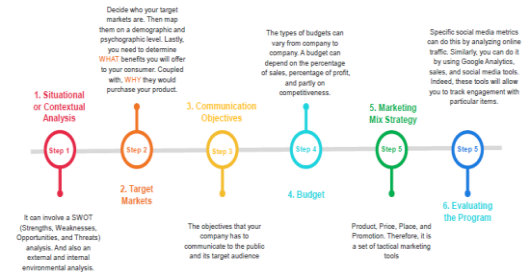 Decide who your target
markets are. Then map
them on a demographic and
psychographic level. Lastly,
you need to determine
WHAT benefits you will offer
to your consumer. Coupled
with, WHY they would
purchase your product.
The types of budgets can
vary from company to
company. A budget can
depend on the percentage
of sales, percentage of profit,
and partly on
competitiveness.
Specific social media metrics
can do this by analyzing online
traffic. Similarly, you can do it
by using Google Analytics,
sales, and social media tools.
Indeed, these tools will allow
you to track engagement with
particular items.
1. Situational
or Contextual
Analysis
3. Communication
Objectives
5. Marketing
Mix Strategy
Step 1
Step 2
Step 3
Step 4
Step 5
Step 5
2. Target
Markets
4. Budget
6. Evaluating
the Program
It can involve a SWOT
(Strengths, Weaknesses,
Opportunities, and Threats)
analysis. And also an
external and internal
environmental analysis.
The objectives that your
company has to
communicate to the public
and its target audience
Product, Price, Place, and
Promotion. Therefore, it is
a set of tactical marketing
tools